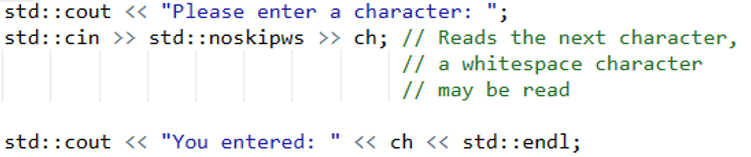 std::cout << "Please enter a character: ";
std::cin >> std::noskipws >> ch; // Reads the next character,
// a whitespace character
// may be read
std::cout << "You entered: " << ch << std::endl;